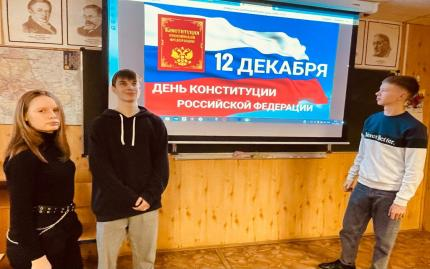 КОНСТИТУЦИЯ
РОССИЙСКОЙ
ФЕДЕРАЦИИ
12 ДЕКАБРЯ
ДЕНЬ КОНСТИТУЦИИ
РОССИЙСКОЙ ФЕДЕРАЦИИ